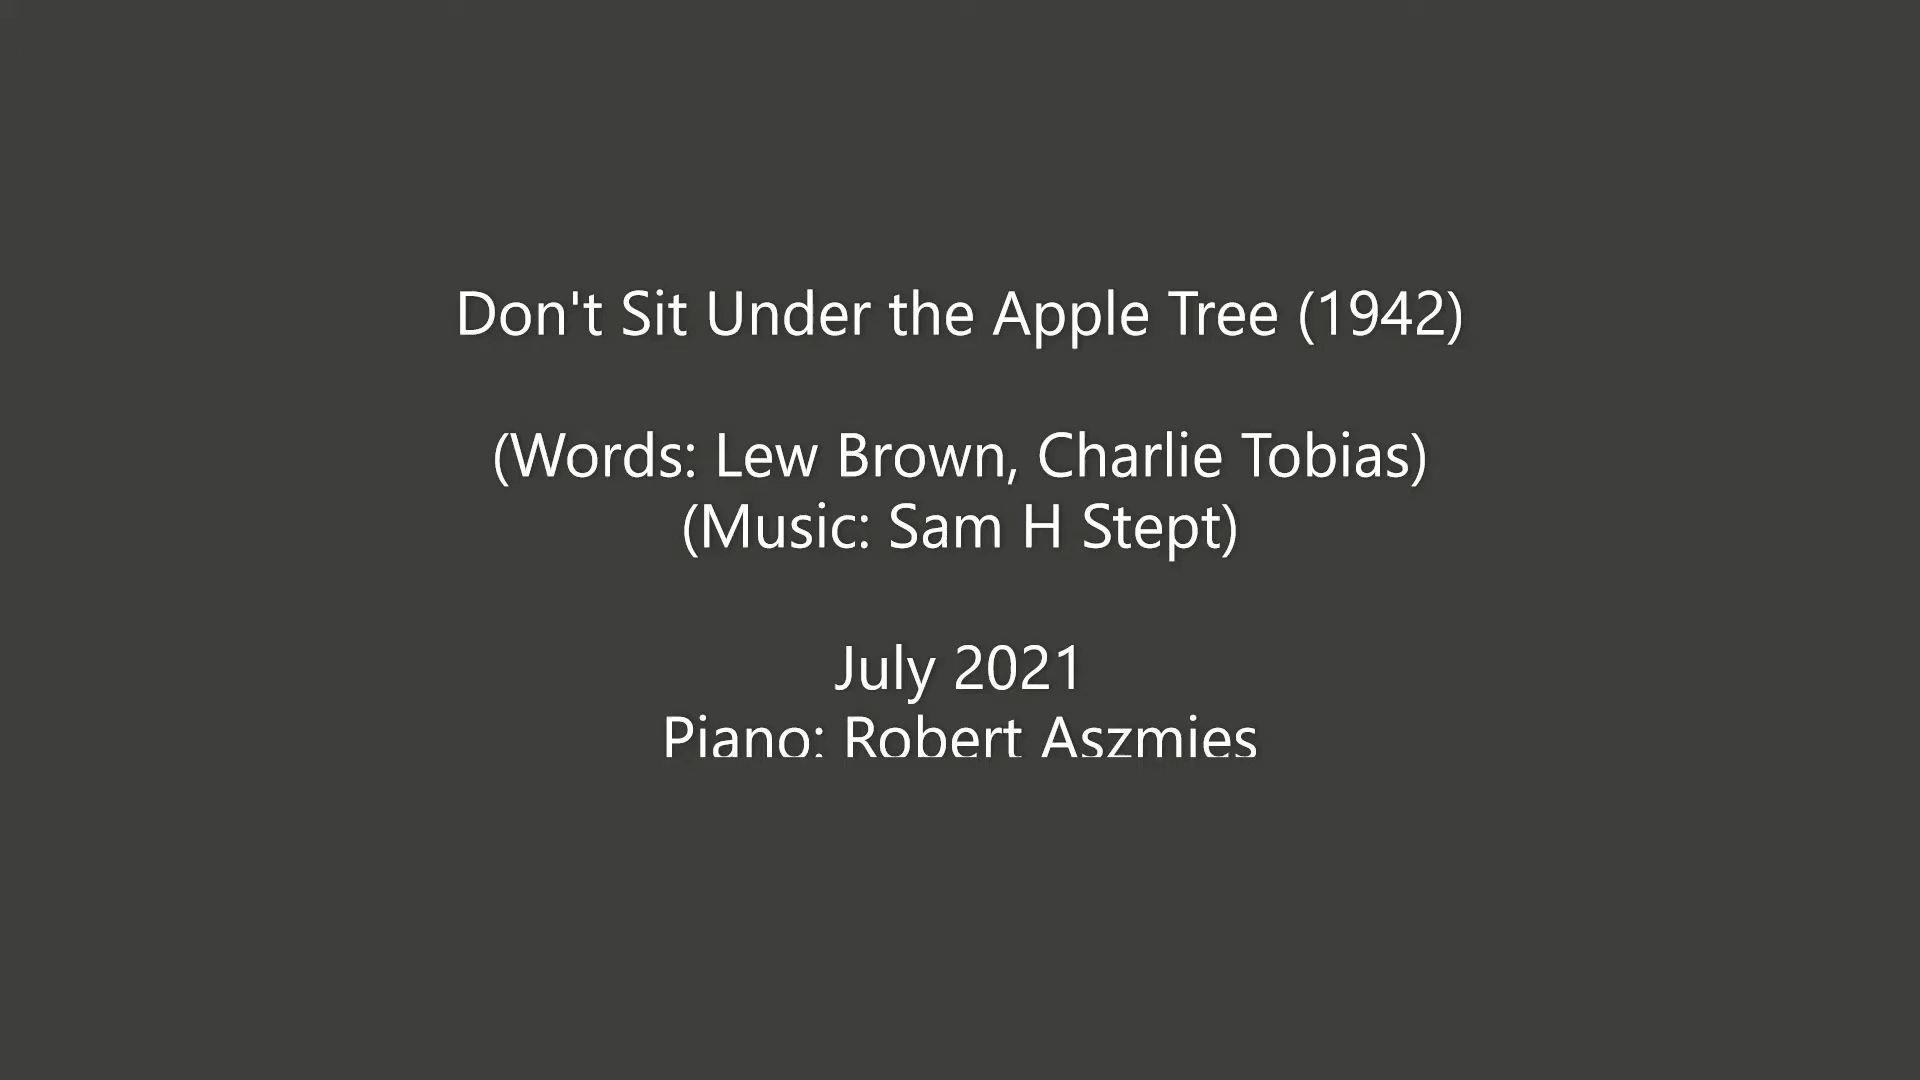 Don't Sit Under the Apple Tree (1942)
(Words: Lew Brown, Charlie Tobias)
(Music: Sam H Stept)
July 2021
Piano: Robert Aszmies